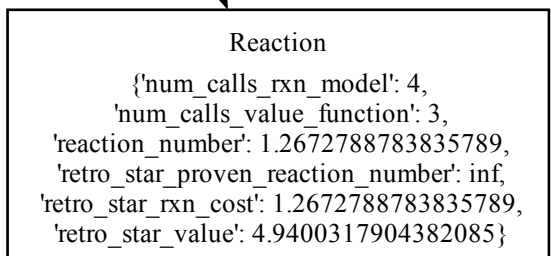 Reaction
{'num_calls_rxn_model': 4,
'num_calls_value_function': 3,
'reaction_number': 1.2672788783835789,
'retro_star_proven_reaction_number': inf,
'retro_star_rxn_cost': 1.2672788783835789,
'retro_star_value': 4.9400317904382085}